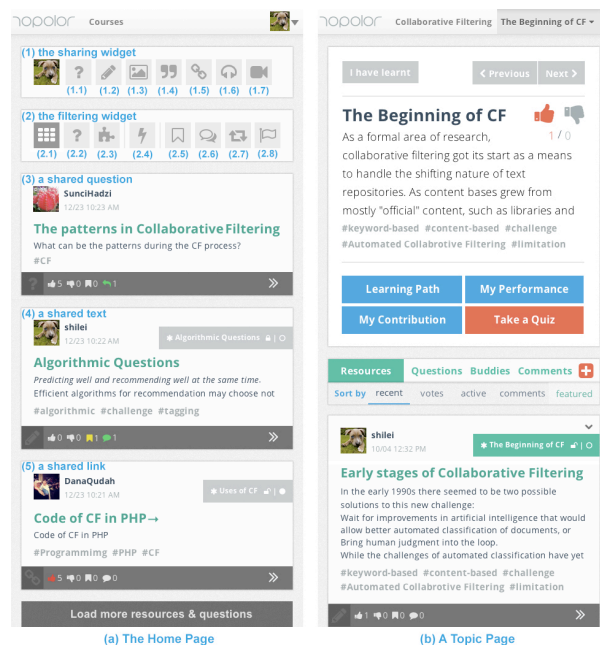 nopolor Courses
(1) the sharing widget
(1.1) (1.2) (1.3) (1.4) (1.5) (1.6) (1.7)
(2) the filtering widget
(2.1) (2.2) (2.3) (2.4) (2.5) (2.6) (2.7) (2.8)
(3) a shared question
SunciHadzi
12/23 10:23 AM
The patterns in Collaborative Filtering
What can be the patterns during the CF process?
#CF
? 5 0 0 1
(4) a shared text
shilei
12/23 10:22 AM
Algorithmic Questions
Algorithmic Questions
Predicting well and recommending well at the same time.
Efficient algorithms for recommendation may choose not
#algorithmic #challenge #tagging
0 0 1 1
(5) a shared link
DanaQudah
12/23 10:21 AM
Uses of CF
Code of CF in PHP→
Code of CF in PHP
#Programmimg #PHP #CF
5 0 0 0
Load more resources & questions
(a) The Home Page
nopolor Collaborative Filtering The Beginning of CF
I have learnt Previous Next
The Beginning of CF
1 / 0
As a formal area of research,
collaborative filtering got its start as a means
to handle the shifting nature of text
repositories. As content bases grew from
mostly "official" content, such as libraries and
#keyword-based #content-based #challenge
#Automated Collabrotive Filtering #limitation
Learning Path My Performance
My Contribution Take a Quiz
Resources Questions Buddies Comments
Sort by recent votes active comments featured
shilei
10/04 12:32 PM
The Beginning of CF
Early stages of Collaborative Filtering
In the early 1990s there seemed to be two possible
solutions to this new challenge:
Wait for improvements in artificial intelligence that would
allow better automated classification of documents, or
Bring human judgment into the loop.
While the challenges of automated classification have yet
#keyword-based #content-based #challenge
#Automated Collabrotive Filtering #limitation
1 0 0 0
(b) A Topic Page